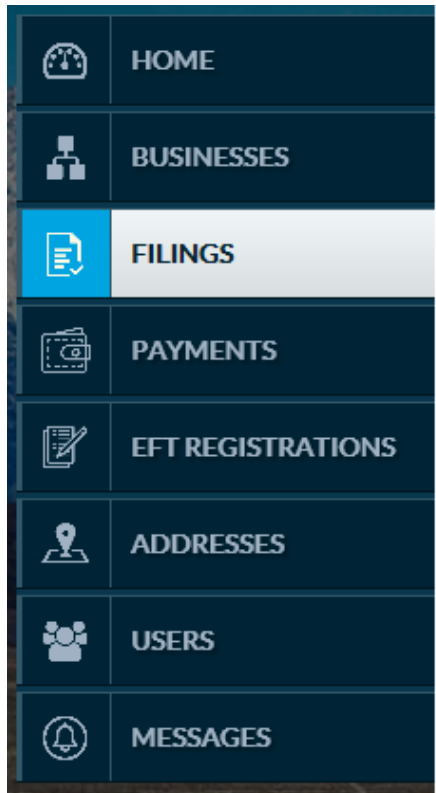 HOME
BUSINESSES
FILINGS
PAYMENTS
EFT REGISTRATIONS
ADDRESSES
USERS
MESSAGES